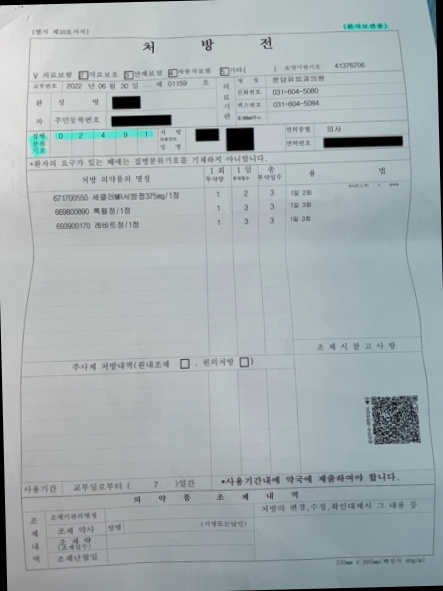 [별지 제10호서식]
(환자보관용)
처 방 전
V 의료보험 2의료보호 3산재보험 4자동차보험 5기타( ) 요양기관기호: 41376706
교부번호 2022 년 06 월 30 일 제 01159 호
의료기관
명 칭 분당유외과의원
전화번호 031-604-5080
팩스번호 031-604-5084
E-Mail주소
환자
성 명
주민등록번호
질병분류기호 0 2 4 9 1
처 방 의료인의 성 명
면허종별 의사
면허번호
*환자의 요구가 있는 때에는 질병분류기호를 기재하지 아니합니다.
처방 의약품의 명칭 1회 투약량 1일 투여횟수 총 투약일수 용 법
671700550 세클러 서방정375mg/1정 1 2 3 1일 2회
669800890 록펠정/1정 1 3 3 1일 3회
693900170 레바트정/1정 1 3 3 1일 3회
조제시참고사항
주사제 처방내역(원내조제 □ , 원외처방 □)
사용기간 교부일로부터 ( 7 )일간 *사용기간내에 약국에 제출하여야 합니다.
의 약 품 조 제 내 역
조제내역
조제기관의명칭
처방의 변경,수정,확인대체시 그 내용 등
조제 약사 성명 (서명또는날인)
조제량 (조제일수)
조제년월일